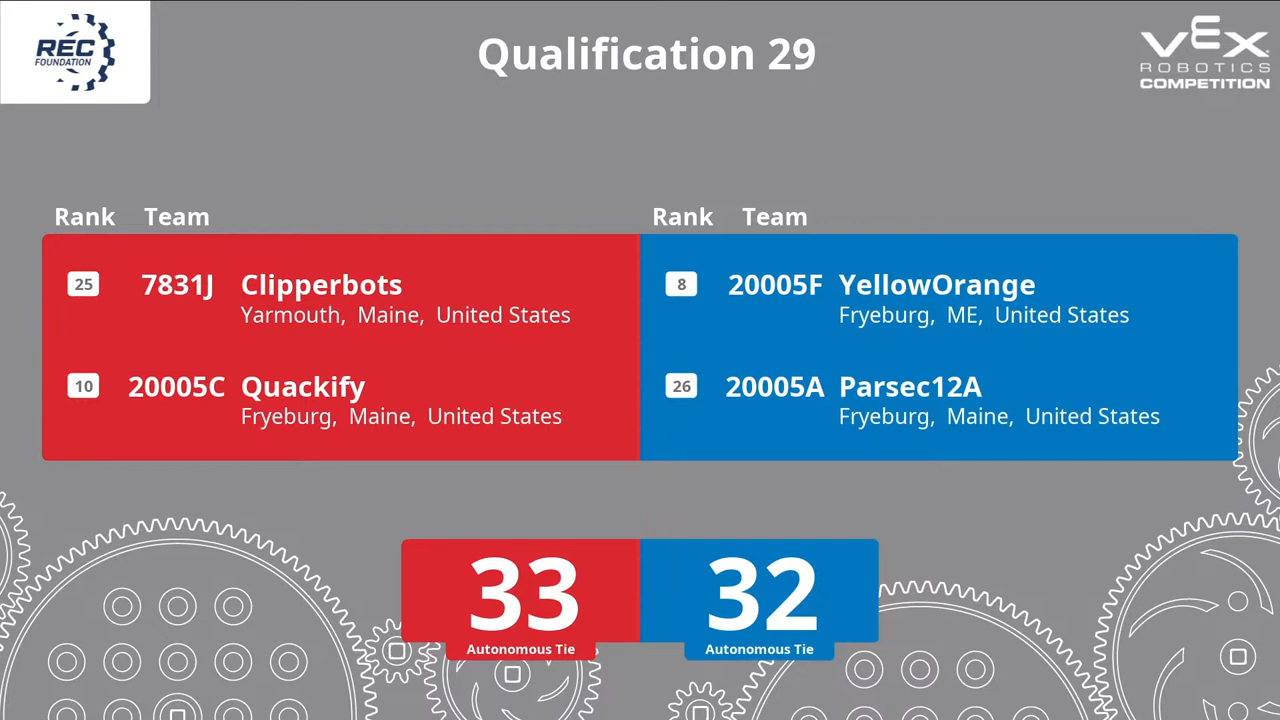 REC
FOUNDATION
Qualification 29
VEX
ROBOTICS
COMPETITION
Rank Team
25 7831J Clipperbots
Yarmouth, Maine, United States
10 20005C Quackify
Fryeburg, Maine, United States
Rank Team
8 20005F YellowOrange
Fryeburg, ME, United States
26 20005A Parsec12A
Fryeburg, Maine, United States
33
Autonomous Tie
32
Autonomous Tie